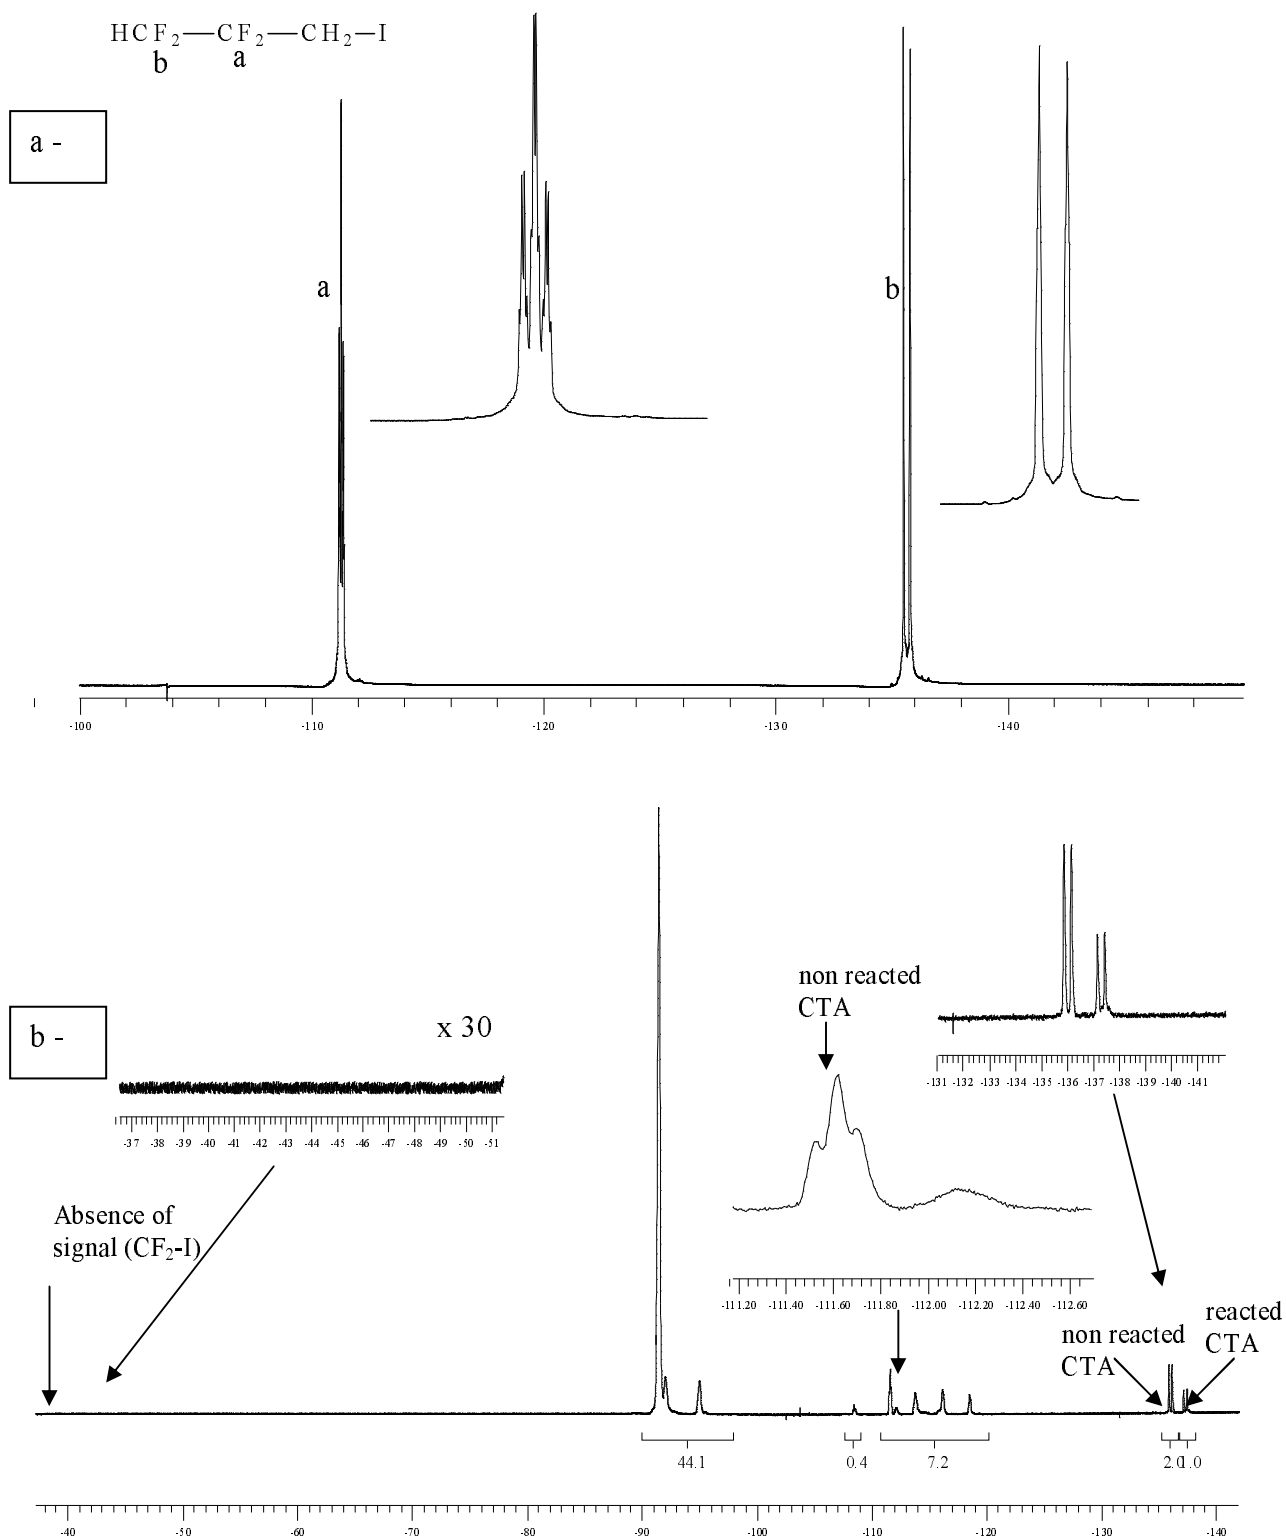 HCF2—CF2—CH2—I
b a
a -
a
b
-100 -110 -120 -130 -140
b -
x 30
non reacted
CTA
-131 -132 -133 -134 -135 -136 -137 -138 -139 -140 -141
-37 -38 -39 -40 -41 -42 -43 -44 -45 -46 -47 -48 -49 -50 -51
Absence of
signal (CF2-I)
-111.20 -111.40 -111.60 -111.80 -112.00 -112.20 -112.40 -112.60
non reacted
CTA
reacted
CTA
44.1 0.4 7.2 2.0 1.0
-40 -50 -60 -70 -80 -90 -100 -110 -120 -130 -140